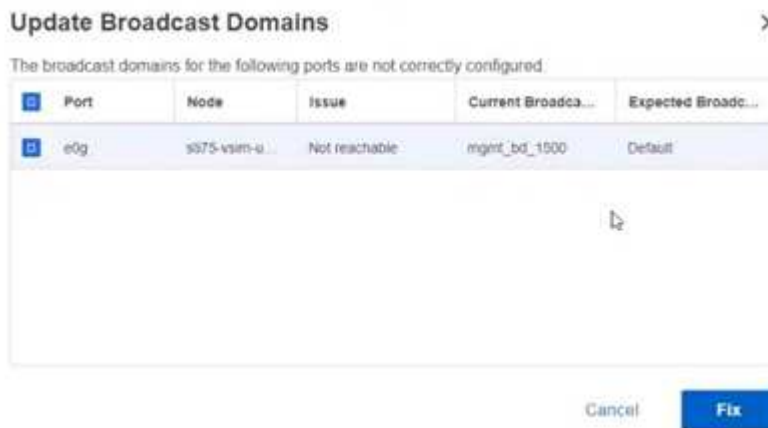 Update Broadcast Domains
The broadcast domains for the following ports are not correctly configured.
Port Node Issue Current Broadca... Expected Broadc...
e0g Not reachable mgmt_bd_1500 Default
Cancel Fix